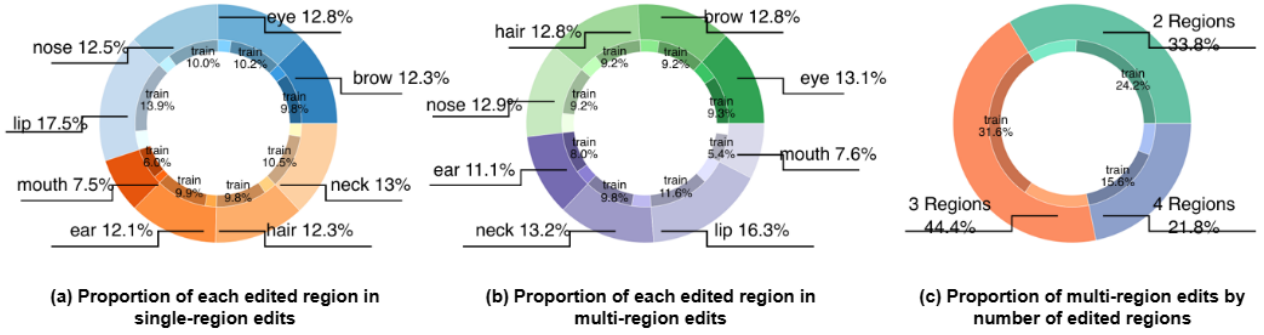 eye 12.8%
nose 12.5%
train
10.0%
train
10.2%
brow 12.3%
train
9.8%
train
13.9%
lip 17.5%
train
6.0%
train
10.5%
mouth 7.5%
train
9.9%
train
9.8%
neck 13%
ear 12.1%
hair 12.3%
(a) Proportion of each edited region in
single-region edits
brow 12.8%
hair 12.8%
train
9.2%
train
9.2%
eye 13.1%
nose 12.9%
train
9.2%
train
9.3%
train
8.0%
train
5.4%
mouth 7.6%
ear 11.1%
train
9.8%
train
11.6%
neck 13.2%
lip 16.3%
(b) Proportion of each edited region in
multi-region edits
2 Regions
33.8%
train
24.2%
train
31.6%
train
15.6%
3 Regions
44.4%
4 Regions
21.8%
(c) Proportion of multi-region edits by
number of edited regions